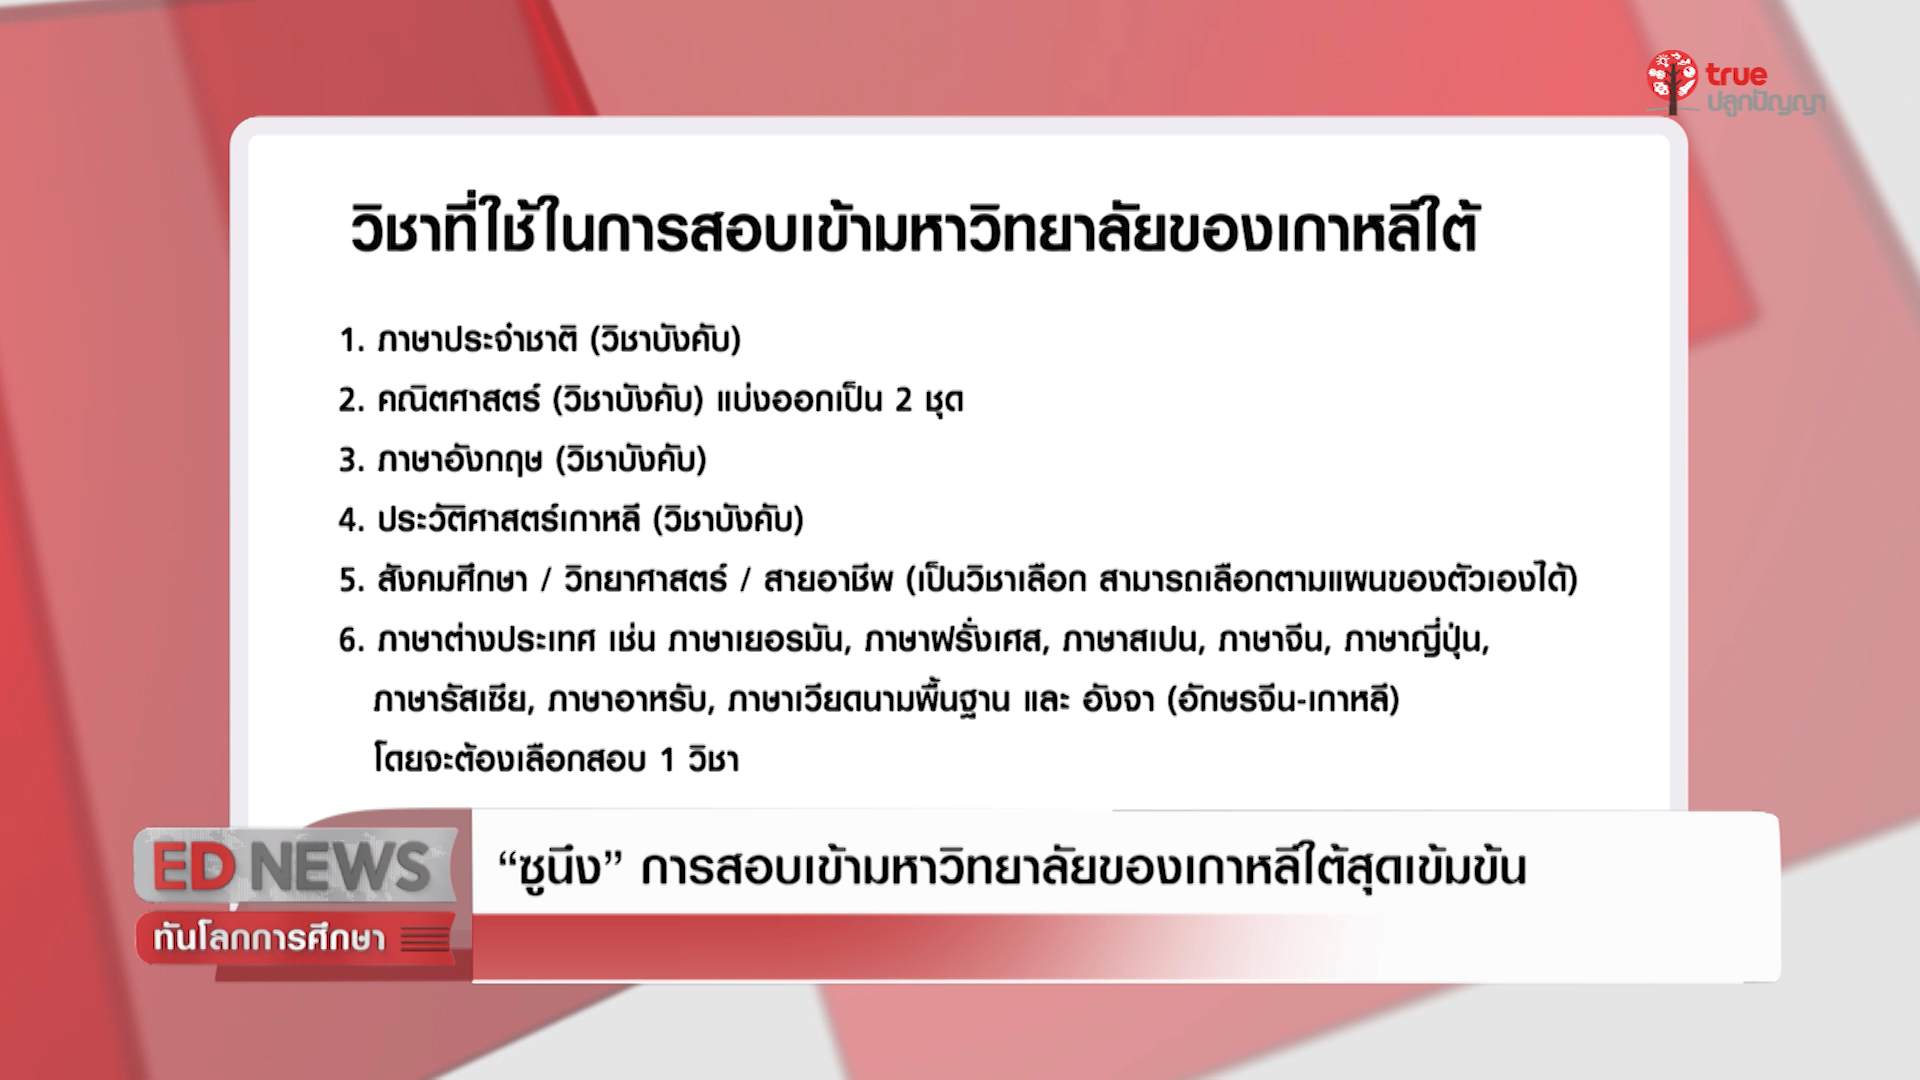 true
ปลูกปัญญา
วิชาที่ใช้ในการสอบเข้ามหาวิทยาลัยของเกาหลีใต้
1. ภาษาประจำชาติ (วิชาบังคับ)
2. คณิตศาสตร์ (วิชาบังคับ) แบ่งออกเป็น 2 ชุด
3. ภาษาอังกฤษ (วิชาบังคับ)
4. ประวัติศาสตร์เกาหลี (วิชาบังคับ)
5. สังคมศึกษา / วิทยาศาสตร์ / สายอาชีพ (เป็นวิชาเลือก สามารถเลือกตามแผนของตัวเองได้)
6. ภาษาต่างประเทศ เช่น ภาษาเยอรมัน, ภาษาฝรั่งเศส, ภาษาสเปน, ภาษาจีน, ภาษาญี่ปุ่น,
ภาษารัสเซีย, ภาษาอาหรับ, ภาษาเวียดนามพื้นฐาน และ ฮันจา (อักษรจีน-เกาหลี)
โดยจะต้องเลือกสอบ 1 วิชา
ED NEWS
ทันโลกการศึกษา
“ซูนึง” การสอบเข้ามหาวิทยาลัยของเกาหลีใต้สุดเข้มข้น